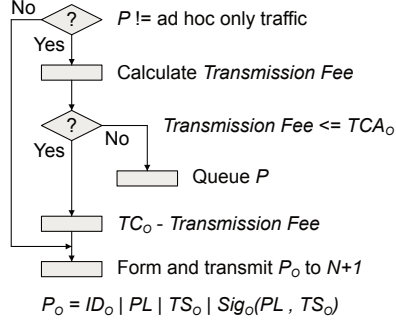 No
? P != ad hoc only traffic
Yes
Calculate Transmission Fee
? Transmission Fee <= TCAO
No
Yes
Queue P
TCO - Transmission Fee
Form and transmit PO to N+1
PO = IDO | PL | TSO | SigO(PL , TSO)